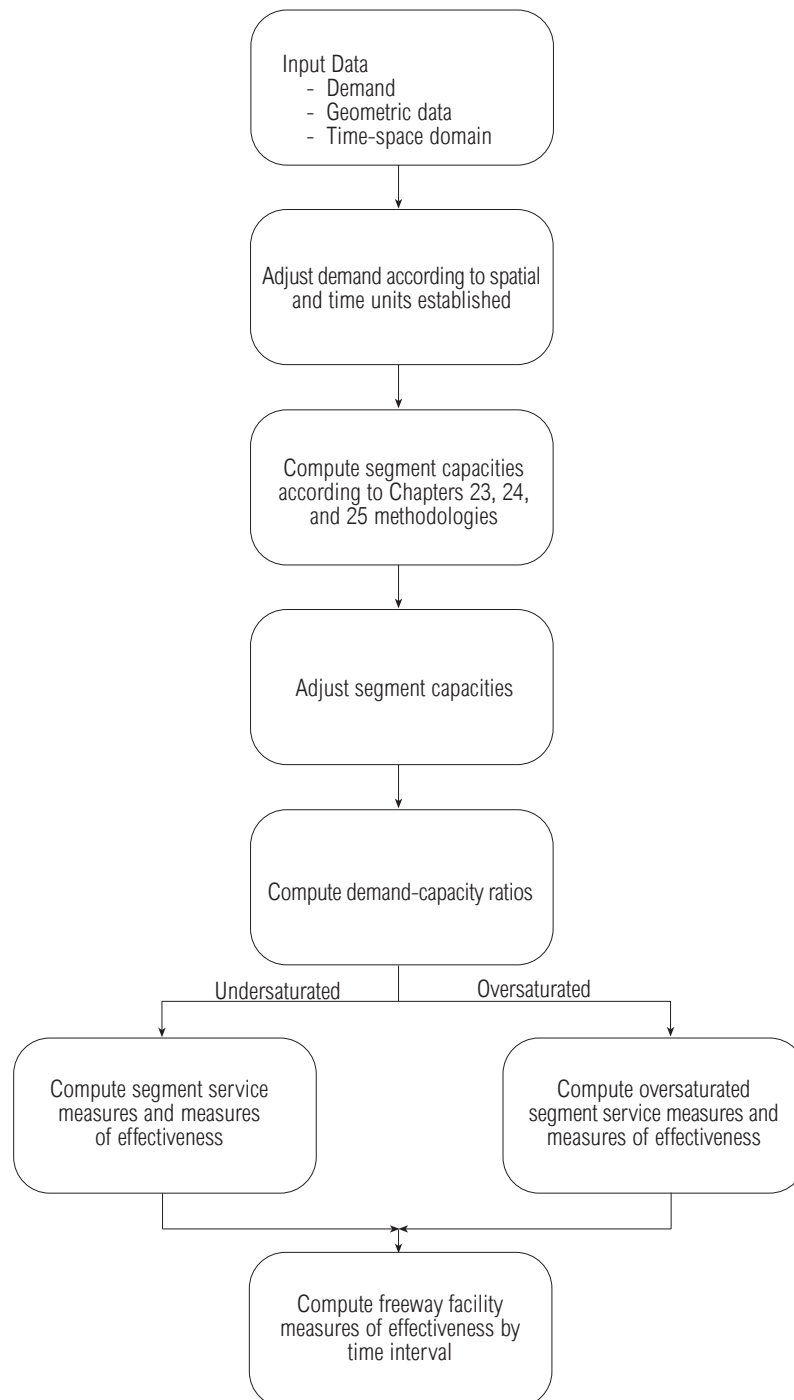 Input Data
- Demand
- Geometric data
- Time-space domain
Adjust demand according to spatial
and time units established
Compute segment capacities
according to Chapters 23, 24,
and 25 methodologies
Adjust segment capacities
Compute demand-capacity ratios
Undersaturated
Oversaturated
Compute segment service
measures and measures
of effectiveness
Compute oversaturated
segment service measures and
measures of effectiveness
Compute freeway facility
measures of effectiveness by
time interval